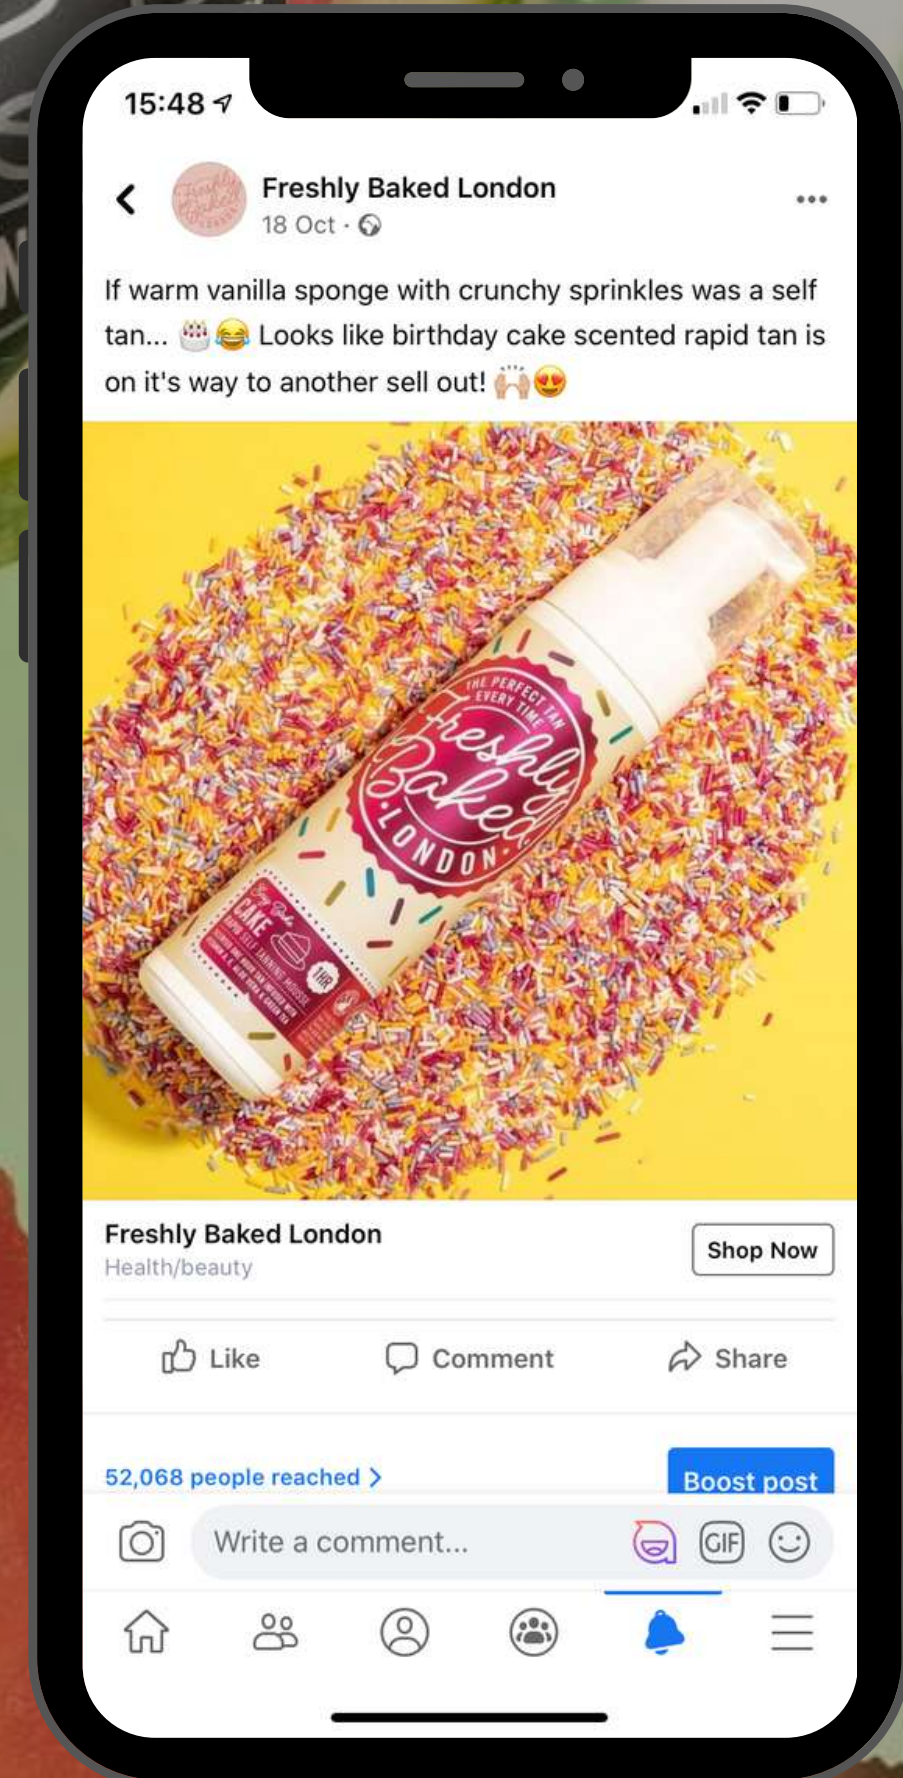 15:48
Freshly Baked London
18 Oct ·
If warm vanilla sponge with crunchy sprinkles was a self
tan... 🎂😂 Looks like birthday cake scented rapid tan is
on it's way to another sell out! 🙌🏼😍
THE PERFECT TAN
EVERY TIME
Freshly
Baked
· LONDON ·
CAKE
TANNING MOUSSE
1HR
Freshly Baked London
Shop Now
Health/beauty
Like
Comment
Share
52,068 people reached
Boost post
Write a comment...
GIF